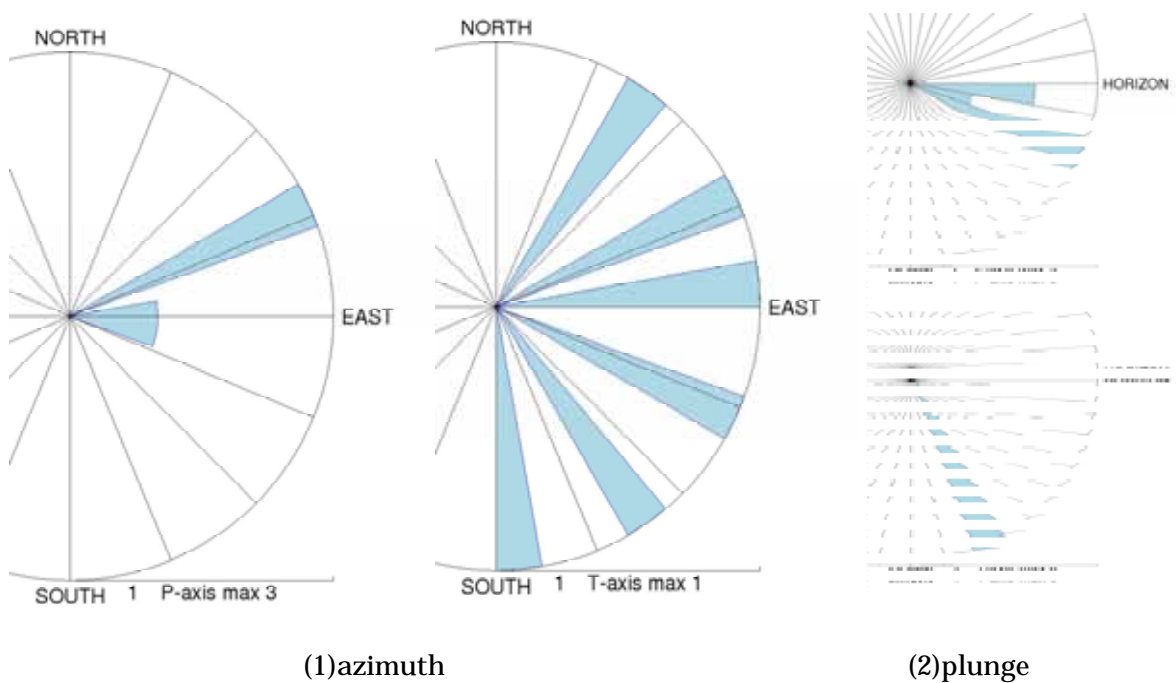 NORTH
EAST
SOUTH 1 P-axis max 3
NORTH
EAST
SOUTH 1 T-axis max 1
HORIZON
(1)azimuth
(2)plunge